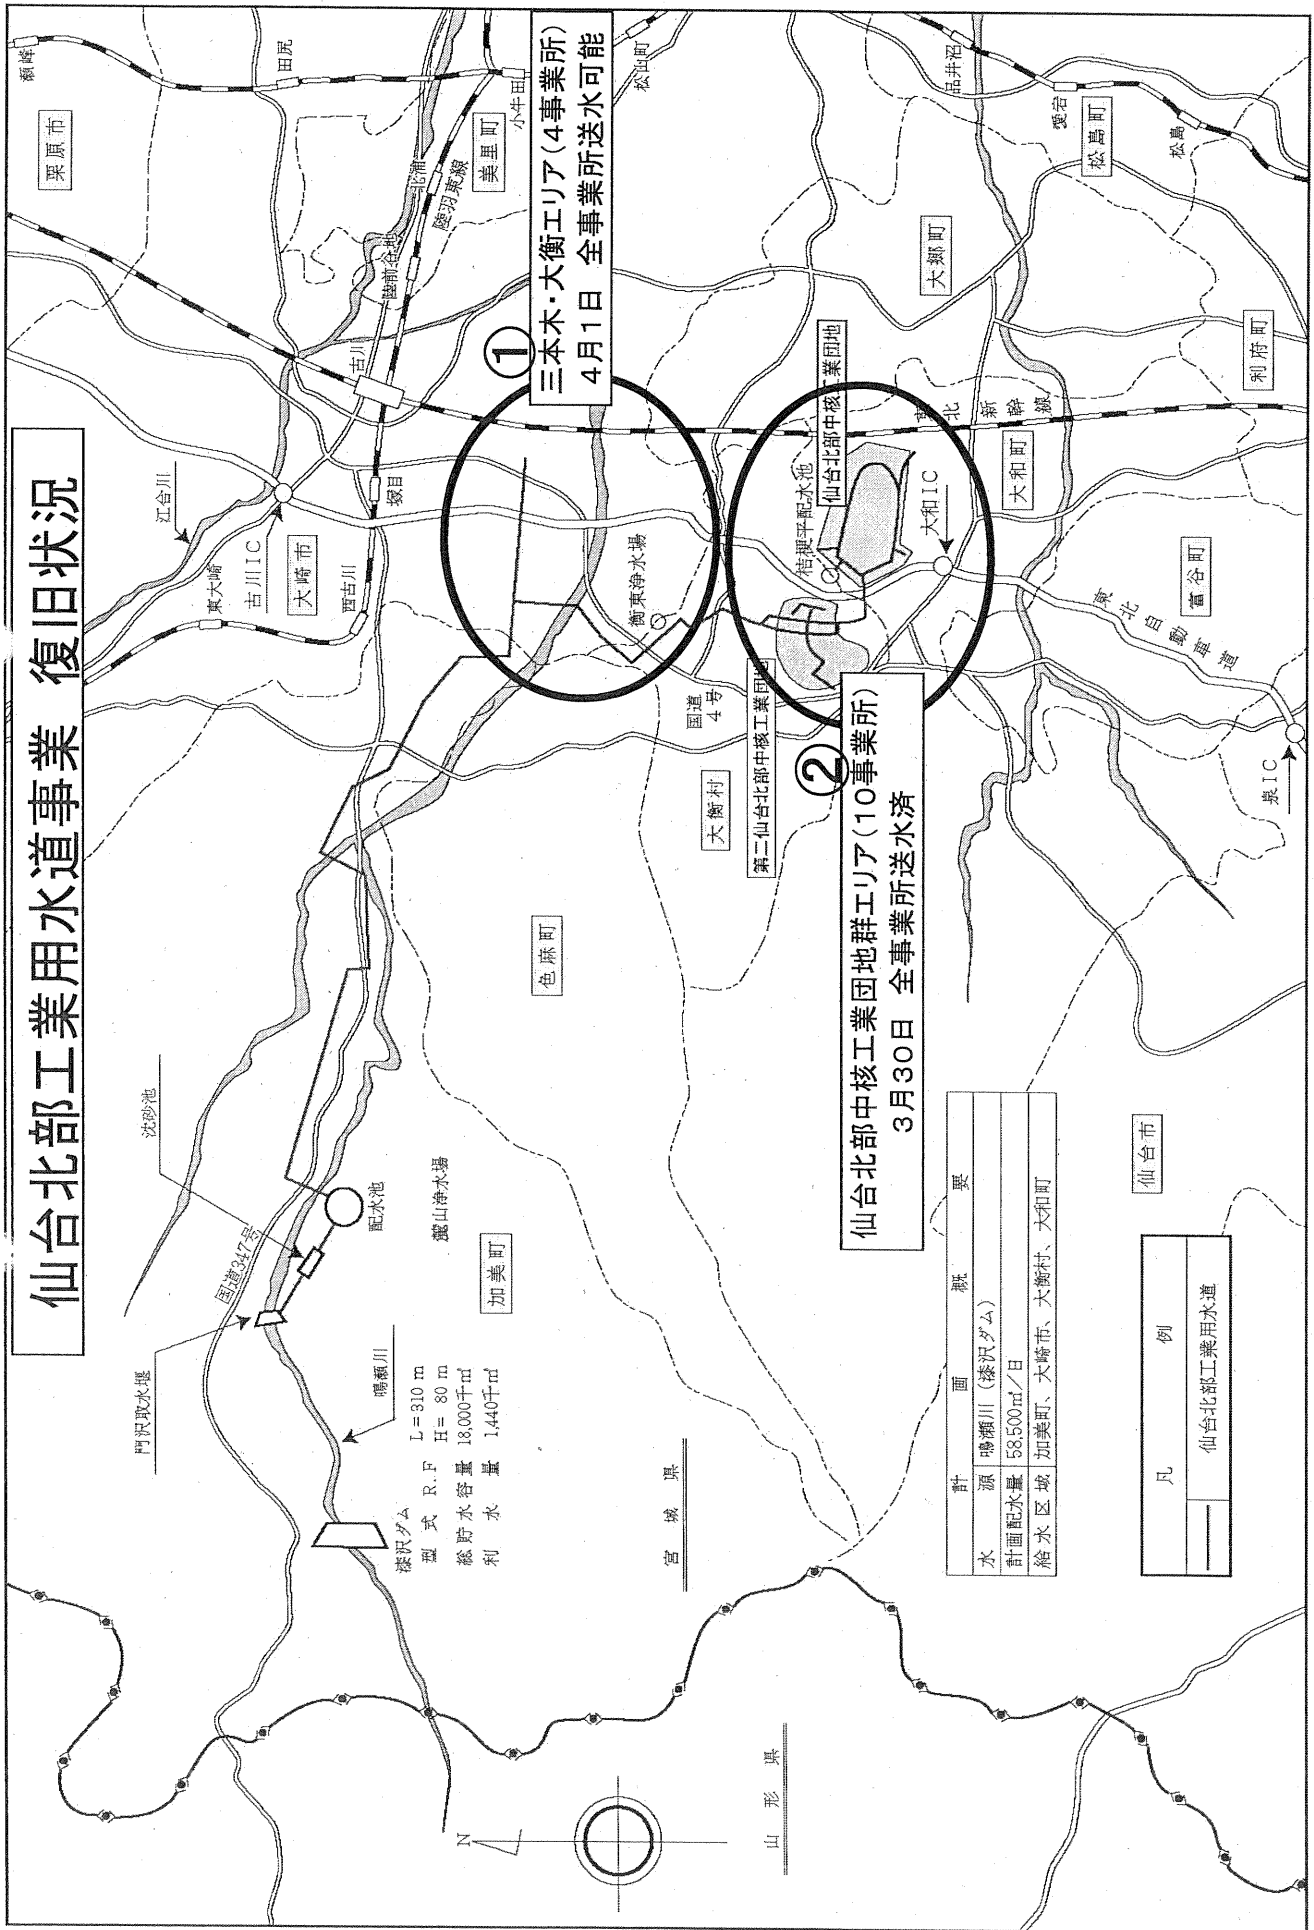 仙台北部工業用水道事業 復旧状況
①
三本木・大衡エリア(4事業所)
4月1日 全事業所送水可能
②
仙台北部中核工業団地群エリア(10事業所)
3月30日 全事業所送水済
栗原市
瀬峰
田尻
小牛田
美里町
北浦
陸羽東線
陸前谷地
松山町
品井沼
愛宕
松島町
松島
大郷町
利府町
古川
江合川
東大崎
古川IC
大崎市
西古川
塚目
衡東浄水場
桔梗平配水池
仙台北部中核工業団地
東北新幹線
大和町
大和IC
富谷町
東北自動車道
泉IC
国道
4号
第二仙台北部中核工業団地
大衡村
色麻町
沈砂池
国道347号
配水池
麓山浄水場
加美町
門沢取水堰
鳴瀬川
漆沢ダム
型式 R.F L=310m
H= 80m
総貯水容量 18,000千㎥
利水量 1,440千㎥
宮城県
山形県
N
仙台市
計画概要
水源 鳴瀬川(漆沢ダム)
計画配水量 58,500㎥/日
給水区域 加美町、大崎市、大衡村、大和町
凡例
仙台北部工業用水道